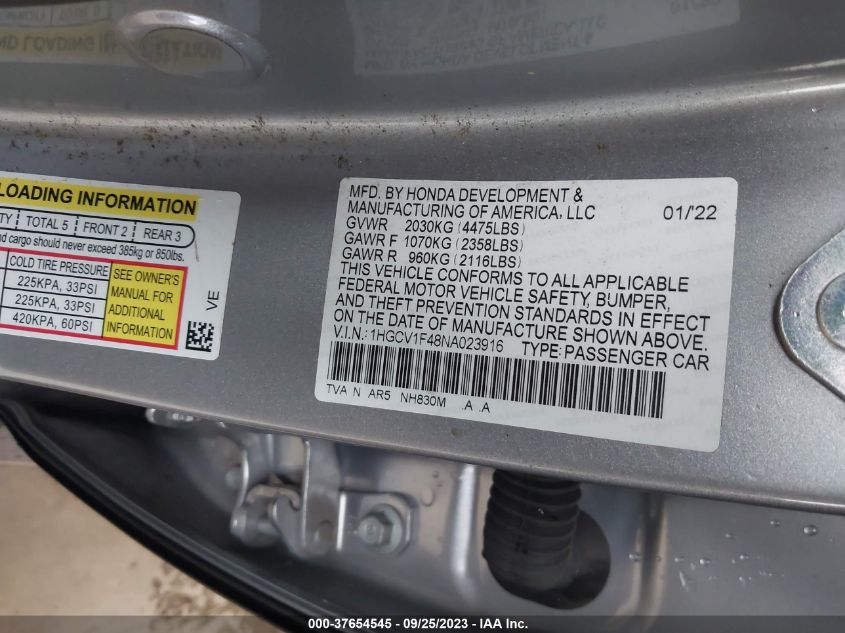 LOADING INFORMATION
TOTAL 5 FRONT 2 REAR 3
and cargo should never exceed 385kg or 850lbs.
COLD TIRE PRESSURE
225KPA, 33PSI
225KPA, 33PSI
420KPA, 60PSI
SEE OWNER'S
MANUAL FOR
ADDITIONAL
INFORMATION
VE
MFD. BY HONDA DEVELOPMENT &
MANUFACTURING OF AMERICA, LLC 01/'22
GVWR 2030KG (4475LBS)
GAWR F 1070KG (2358LBS)
GAWR R 960KG (2116LBS)
THIS VEHICLE CONFORMS TO ALL APPLICABLE
FEDERAL MOTOR VEHICLE SAFETY, BUMPER,
AND THEFT PREVENTION STANDARDS IN EFFECT
ON THE DATE OF MANUFACTURE SHOWN ABOVE.
V.I.N.: 1HGCV1F48NA023916 TYPE: PASSENGER CAR
TVA N AR5 NH830M .A .A
000-37654545 - 09/25/2023 - IAA Inc.